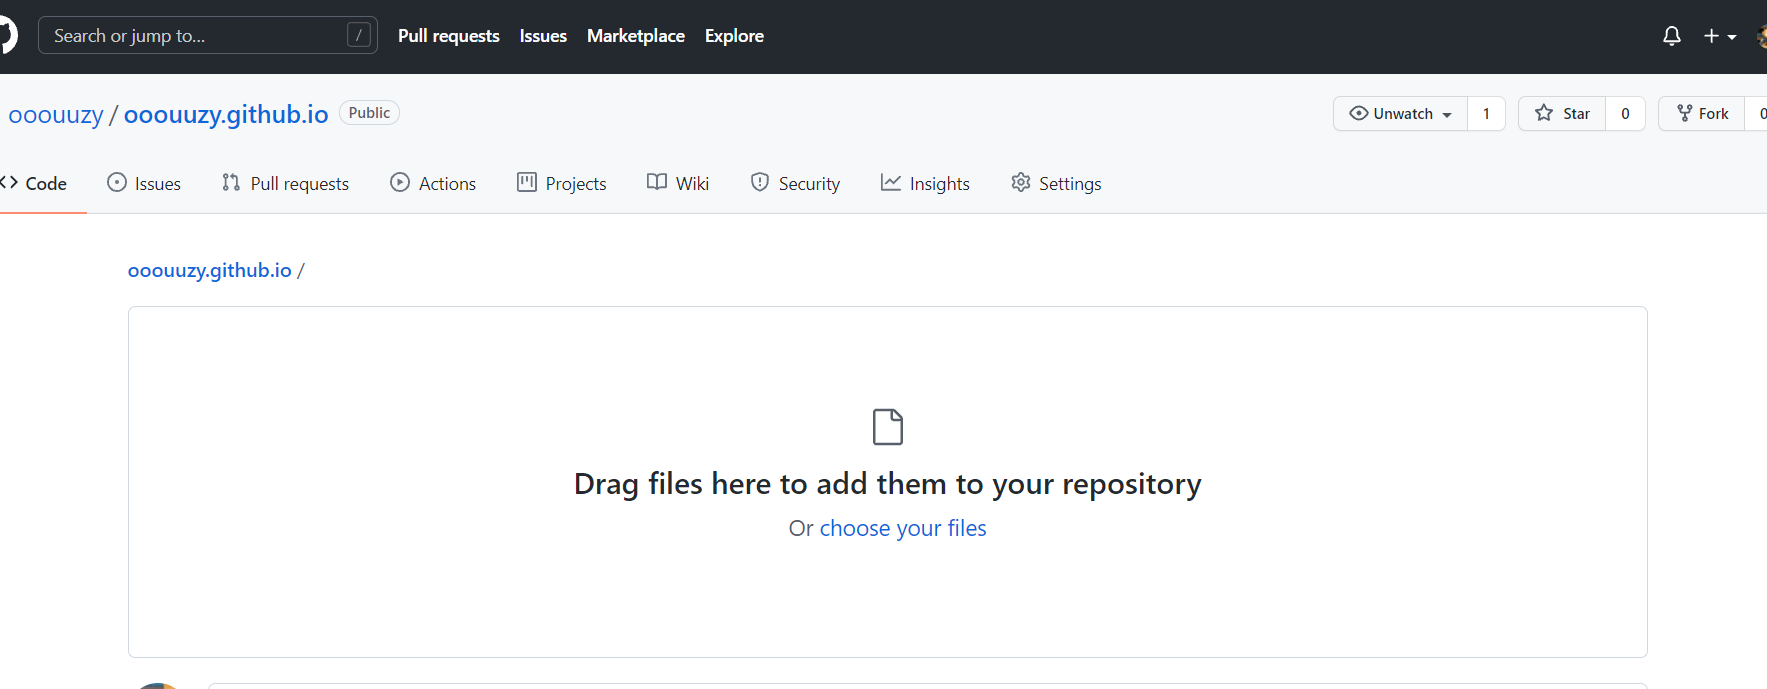 Search or jump to... / Pull requests Issues Marketplace Explore
ooouuzy / ooouuzy.github.io Public Unwatch 1 Star 0 Fork 0
<> Code Issues Pull requests Actions Projects Wiki Security Insights Settings
ooouuzy.github.io /
Drag files here to add them to your repository
Or choose your files